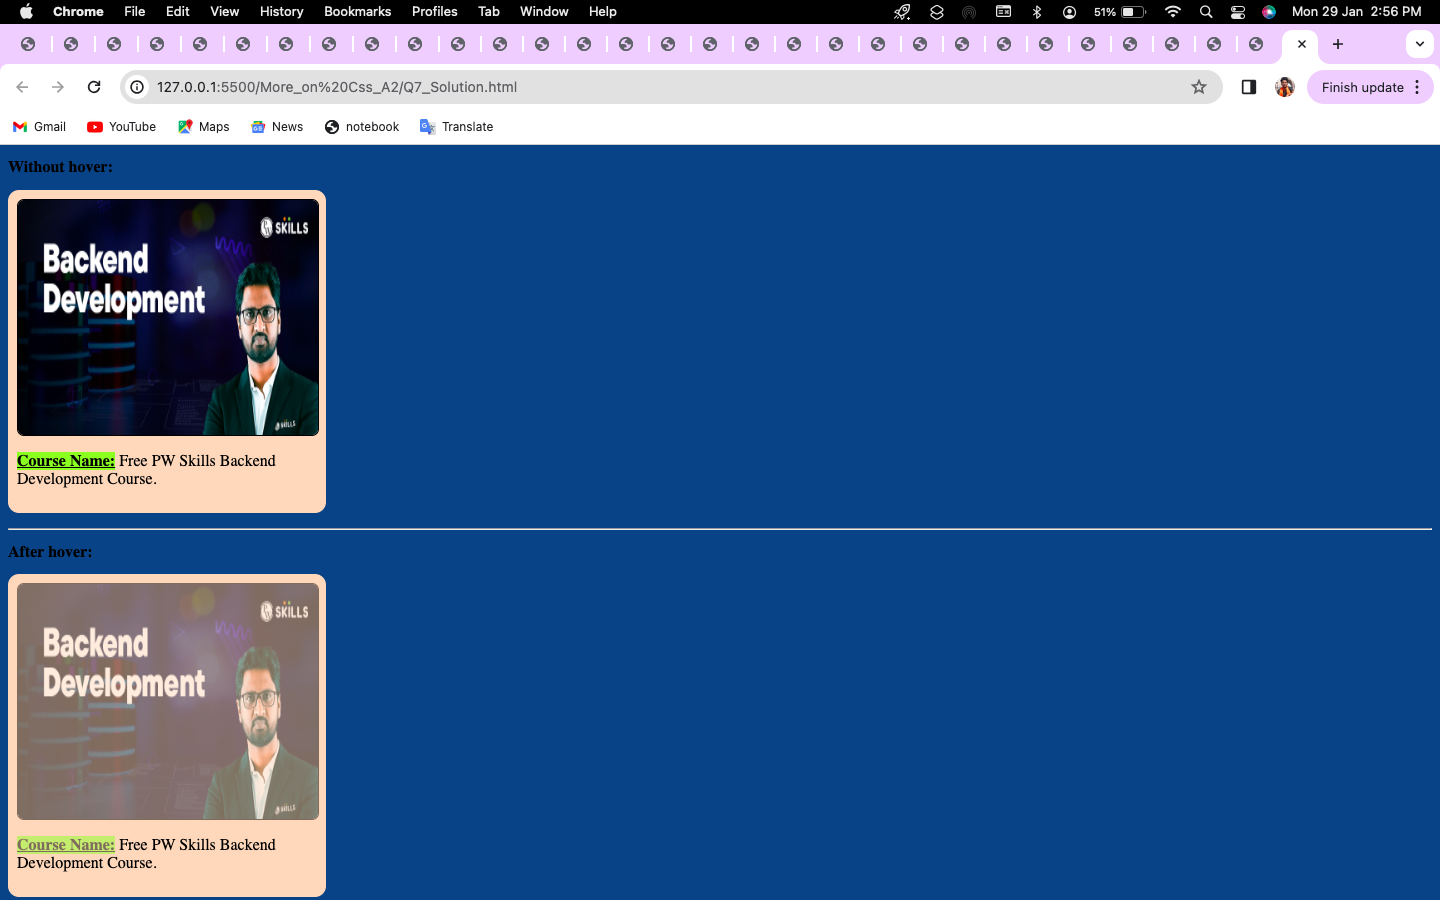 Chrome File Edit View History Bookmarks Profiles Tab Window Help 51% Mon 29 Jan 2:56 PM
127.0.0.1:5500/More_on%20Css_A2/Q7_Solution.html Finish update
Gmail YouTube Maps News notebook Translate
Without hover:
SKILLS
Backend
Development
SKILLS
Course Name: Free PW Skills Backend
Development Course.
After hover:
SKILLS
Backend
Development
SKILLS
Course Name: Free PW Skills Backend
Development Course.